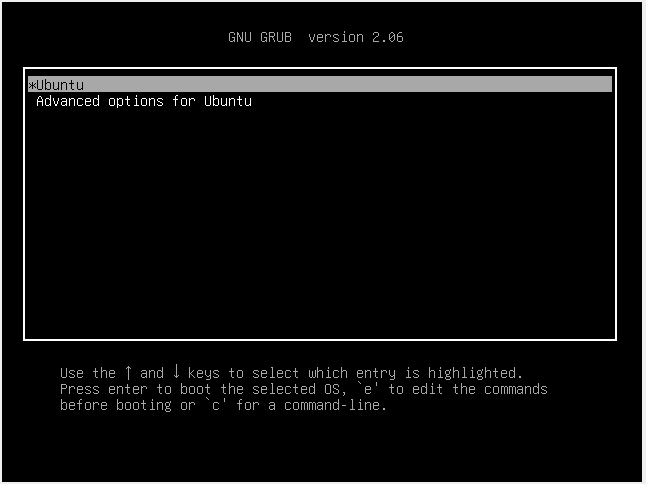 GNU GRUB  version 2.06
*Ubuntu
Advanced options for Ubuntu
Use the ↑ and ↓ keys to select which entry is highlighted.
Press enter to boot the selected OS, `e' to edit the commands
before booting or `c' for a command-line.